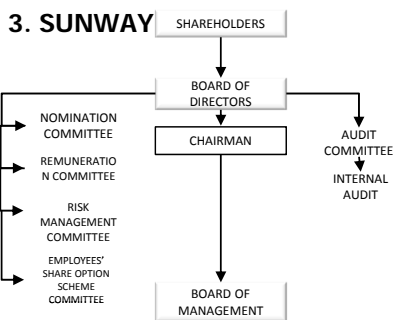 3. SUNWAY
SHAREHOLDERS
BOARD OF
DIRECTORS
NOMINATION
COMMITTEE
CHAIRMAN
AUDIT
COMMITTEE
REMUNERATIO
N COMMITTEE
INTERNAL
AUDIT
RISK
MANAGEMENT
COMMITTEE
EMPLOYEES'
SHARE OPTION
SCHEME
COMMITTEE
BOARD OF
MANAGEMENT